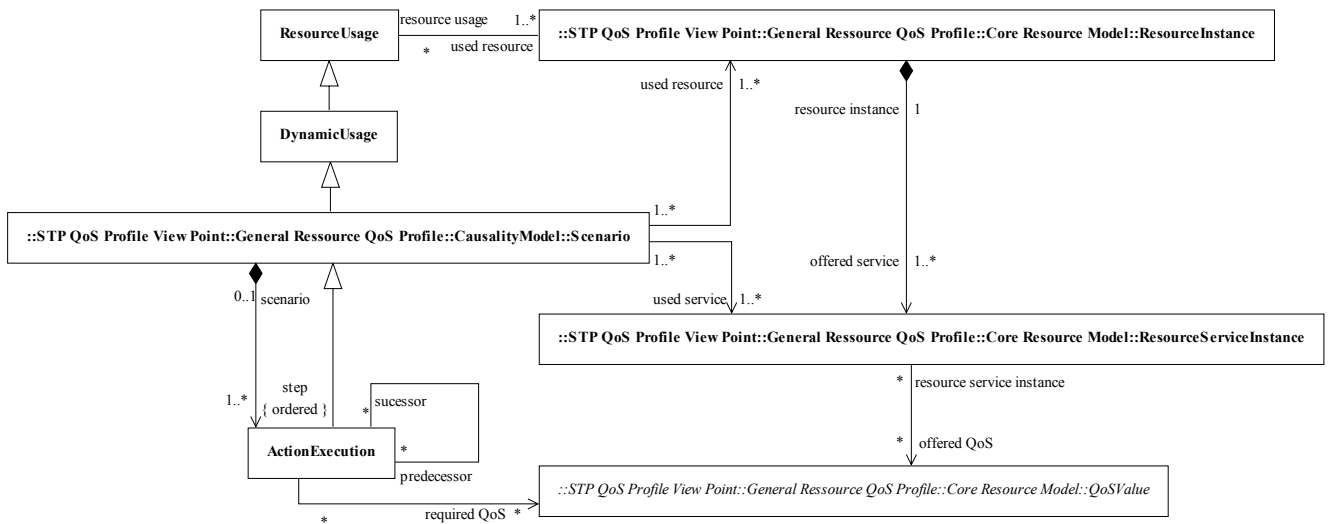 resource usage 1..*
ResourceUsage
::STP QoS Profile View Point::General Ressource QoS Profile::Core Resource Model::ResourceInstance
* used resource
used resource 1..*
resource instance 1
DynamicUsage
1..*
::STP QoS Profile View Point::General Ressource QoS Profile::CausalityModel::Scenario
1..*
offered service 1..*
0..1 scenario
used service 1..*
::STP QoS Profile View Point::General Ressource QoS Profile::Core Resource Model::ResourceServiceInstance
* resource service instance
step
1..* { ordered }
* sucessor
ActionExecution
*
predecessor
* offered QoS
::STP QoS Profile View Point::General Ressource QoS Profile::Core Resource Model::QoSValue
* required QoS *